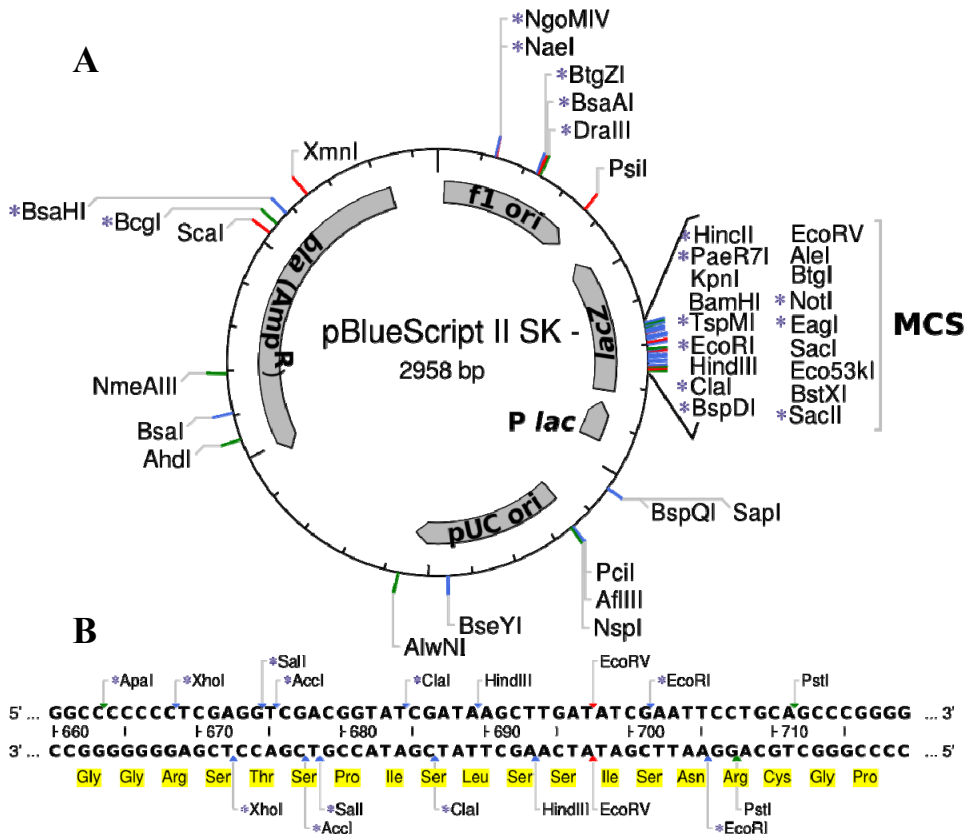 A
*NgoMIV
*NaeI
*BtgZI
*BsaAI
*DraIII
PsiI
XmnI
*BsaHI
*BcgI
ScaI
f1 ori
bla (Amp R)
lacZ
pBlueScript II SK -
2958 bp
P lac
pUC ori
NmeAIII
BsaI
AhdI
*HincII
*PaeR7I
KpnI
BamHI
*TspMI
*EcoRI
HindIII
*ClaI
*BspDI
EcoRV
AleI
BtgI
*NotI
*EagI
SacI
Eco53kI
BstXI
*SacII
MCS
BspQI SapI
PciI
AflIII
NspI
BseYI
AlwNI
B
*SalI EcoRV
*ApaI *XhoI *AccI *ClaI HindIII *EcoRI PstI
5' ... GGCCCCCCCTCGAGGTCGACGGTATCGATAAGCTTGATATCGAATTCCTGCAGCCCGGGG ... 3'
660 670 680 690 700 710
3' ... CCGGGGGGGAGCTCCAGCTGCCATAGCTATTCGAACTATAGCTTAAGGACGTCGGGCCCC ... 5'
Gly Gly Arg Ser Thr Ser Pro Ile Ser Leu Ser Ser Ile Ser Asn Arg Cys Gly Pro
*XhoI *SalI *ClaI HindIII EcoRV PstI
*AccI *EcoRI